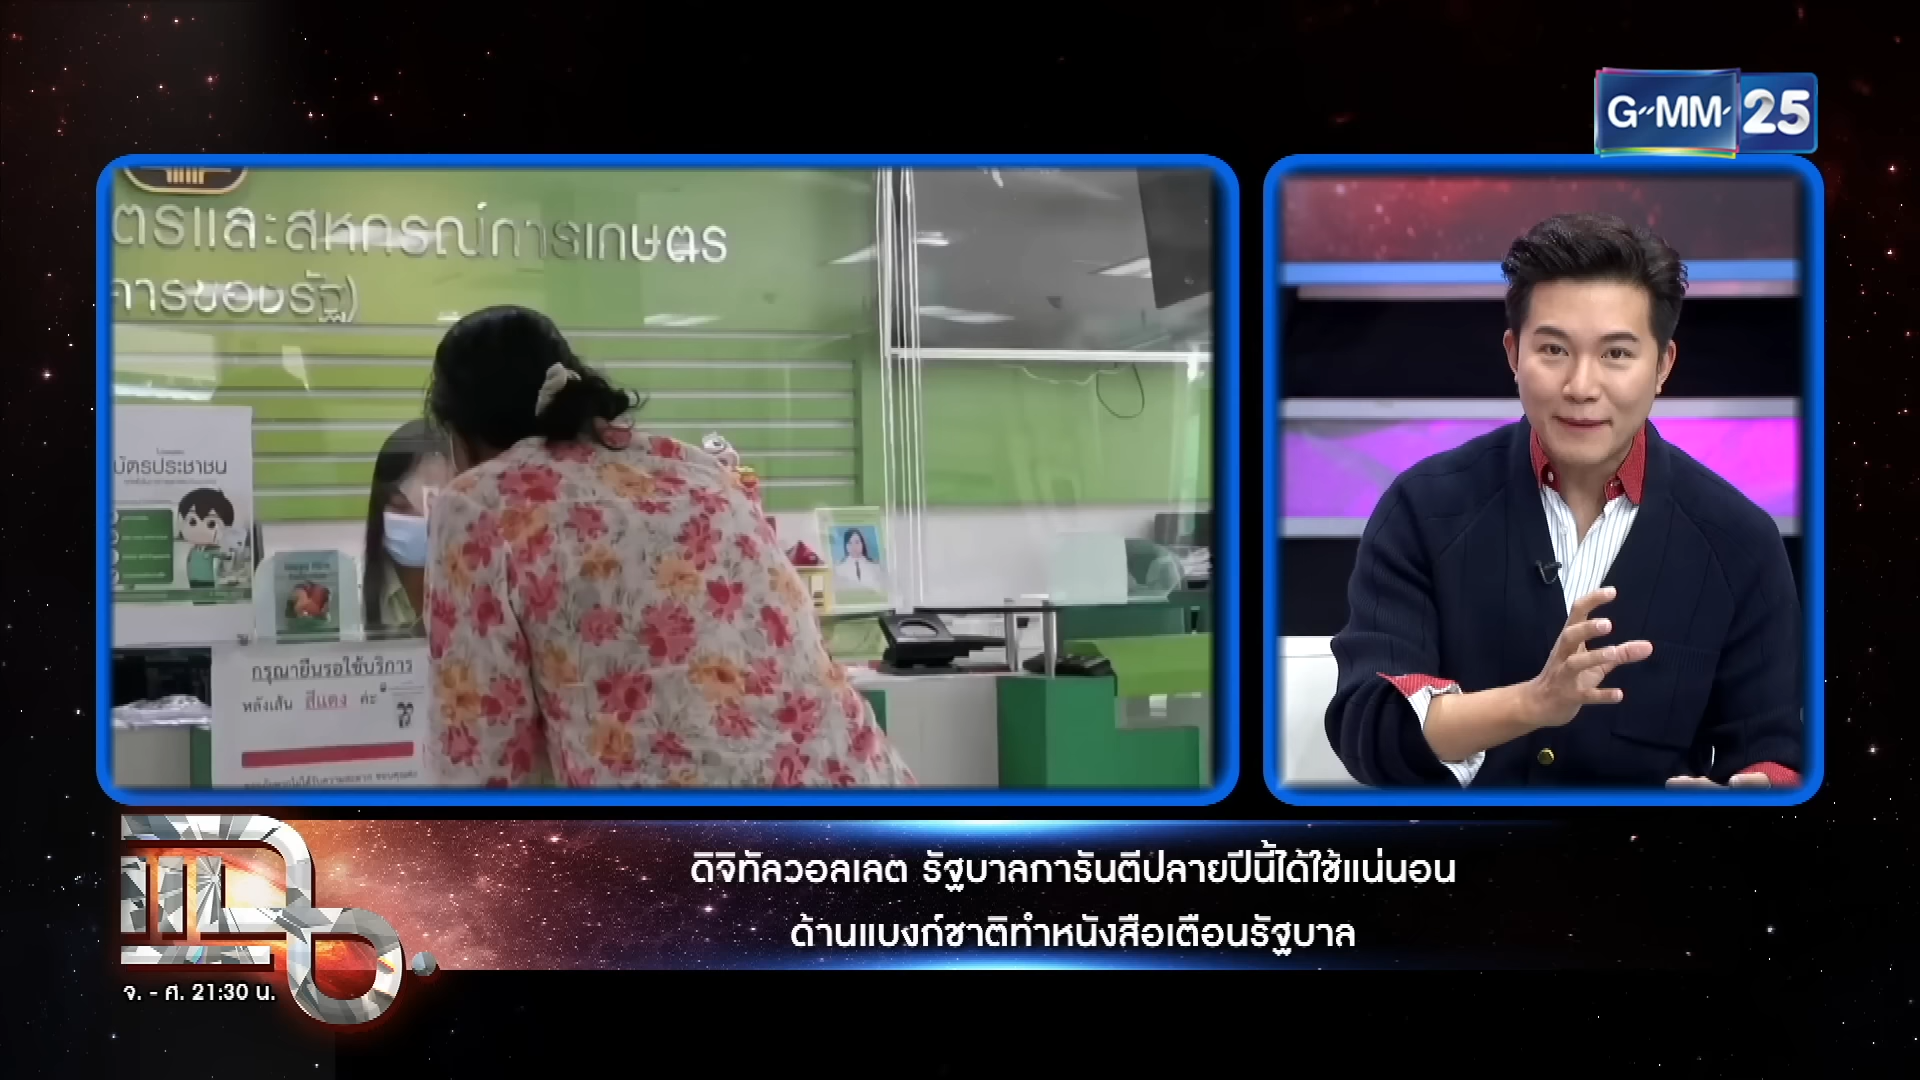 GMM 25
ตรและสหกรณ์การเกษตร
การของรัฐ)
บัตรประชาชน
กรุณายืนรอใช้บริการ
หลังเส้น สีแดง ค่ะ
ดิจิทัลวอลเลต รัฐบาลการันตีปลายปีนี้ได้ใช้แน่นอน
ด้านแบงก์ชาติทำหนังสือเตือนรัฐบาล
แฉ
จ. - ศ. 21:30 น.